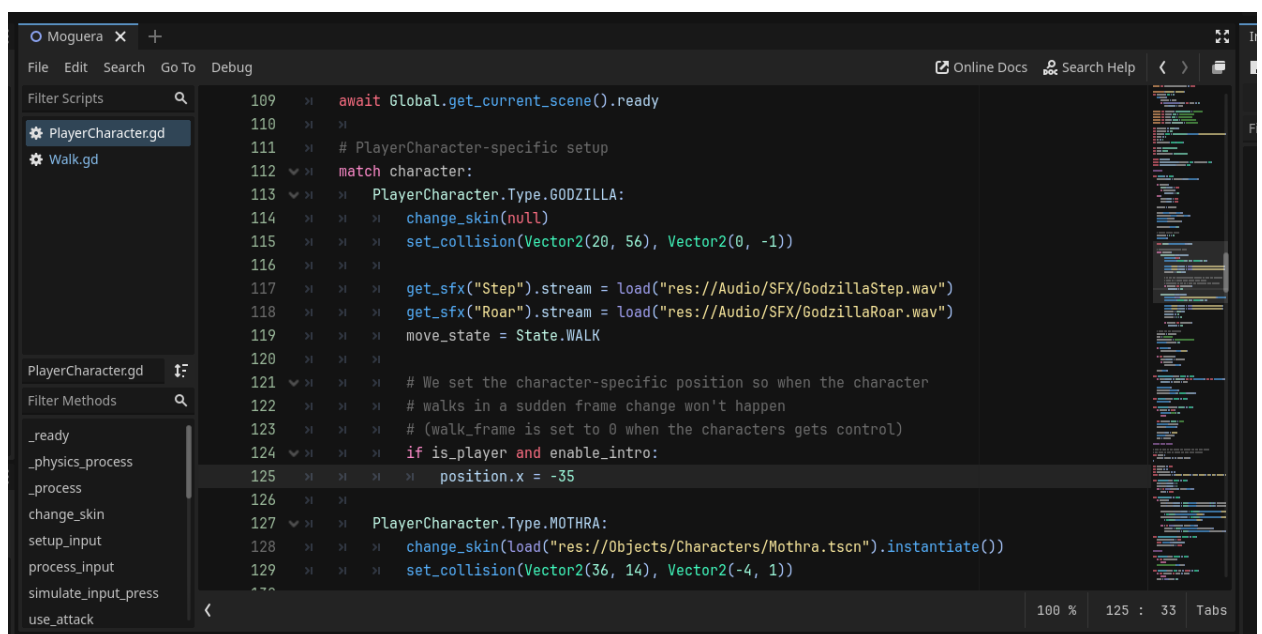 Moguera
File Edit Search Go To Debug
Online Docs Search Help
Filter Scripts
PlayerCharacter.gd
Walk.gd
PlayerCharacter.gd
Filter Methods
_ready
_physics_process
_process
change_skin
setup_input
process_input
simulate_input_press
use_attack
109 await Global.get_current_scene().ready
110
111 # PlayerCharacter-specific setup
112 match character:
113 PlayerCharacter.Type.GODZILLA:
114 change_skin(null)
115 set_collision(Vector2(20, 56), Vector2(0, -1))
116
117 get_sfx("Step").stream = load("res://Audio/SFX/GodzillaStep.wav")
118 get_sfx("Roar").stream = load("res://Audio/SFX/GodzillaRoar.wav")
119 move_state = State.WALK
120
121 # We set the character-specific position so when the character
122 # walks in a sudden frame change won't happen
123 # (walk_frame is set to 0 when the characters gets control)
124 if is_player and enable_intro:
125 position.x = -35
126
127 PlayerCharacter.Type.MOTHRA:
128 change_skin(load("res://Objects/Characters/Mothra.tscn").instantiate())
129 set_collision(Vector2(36, 14), Vector2(-4, 1))
100 % 125 : 33 Tabs